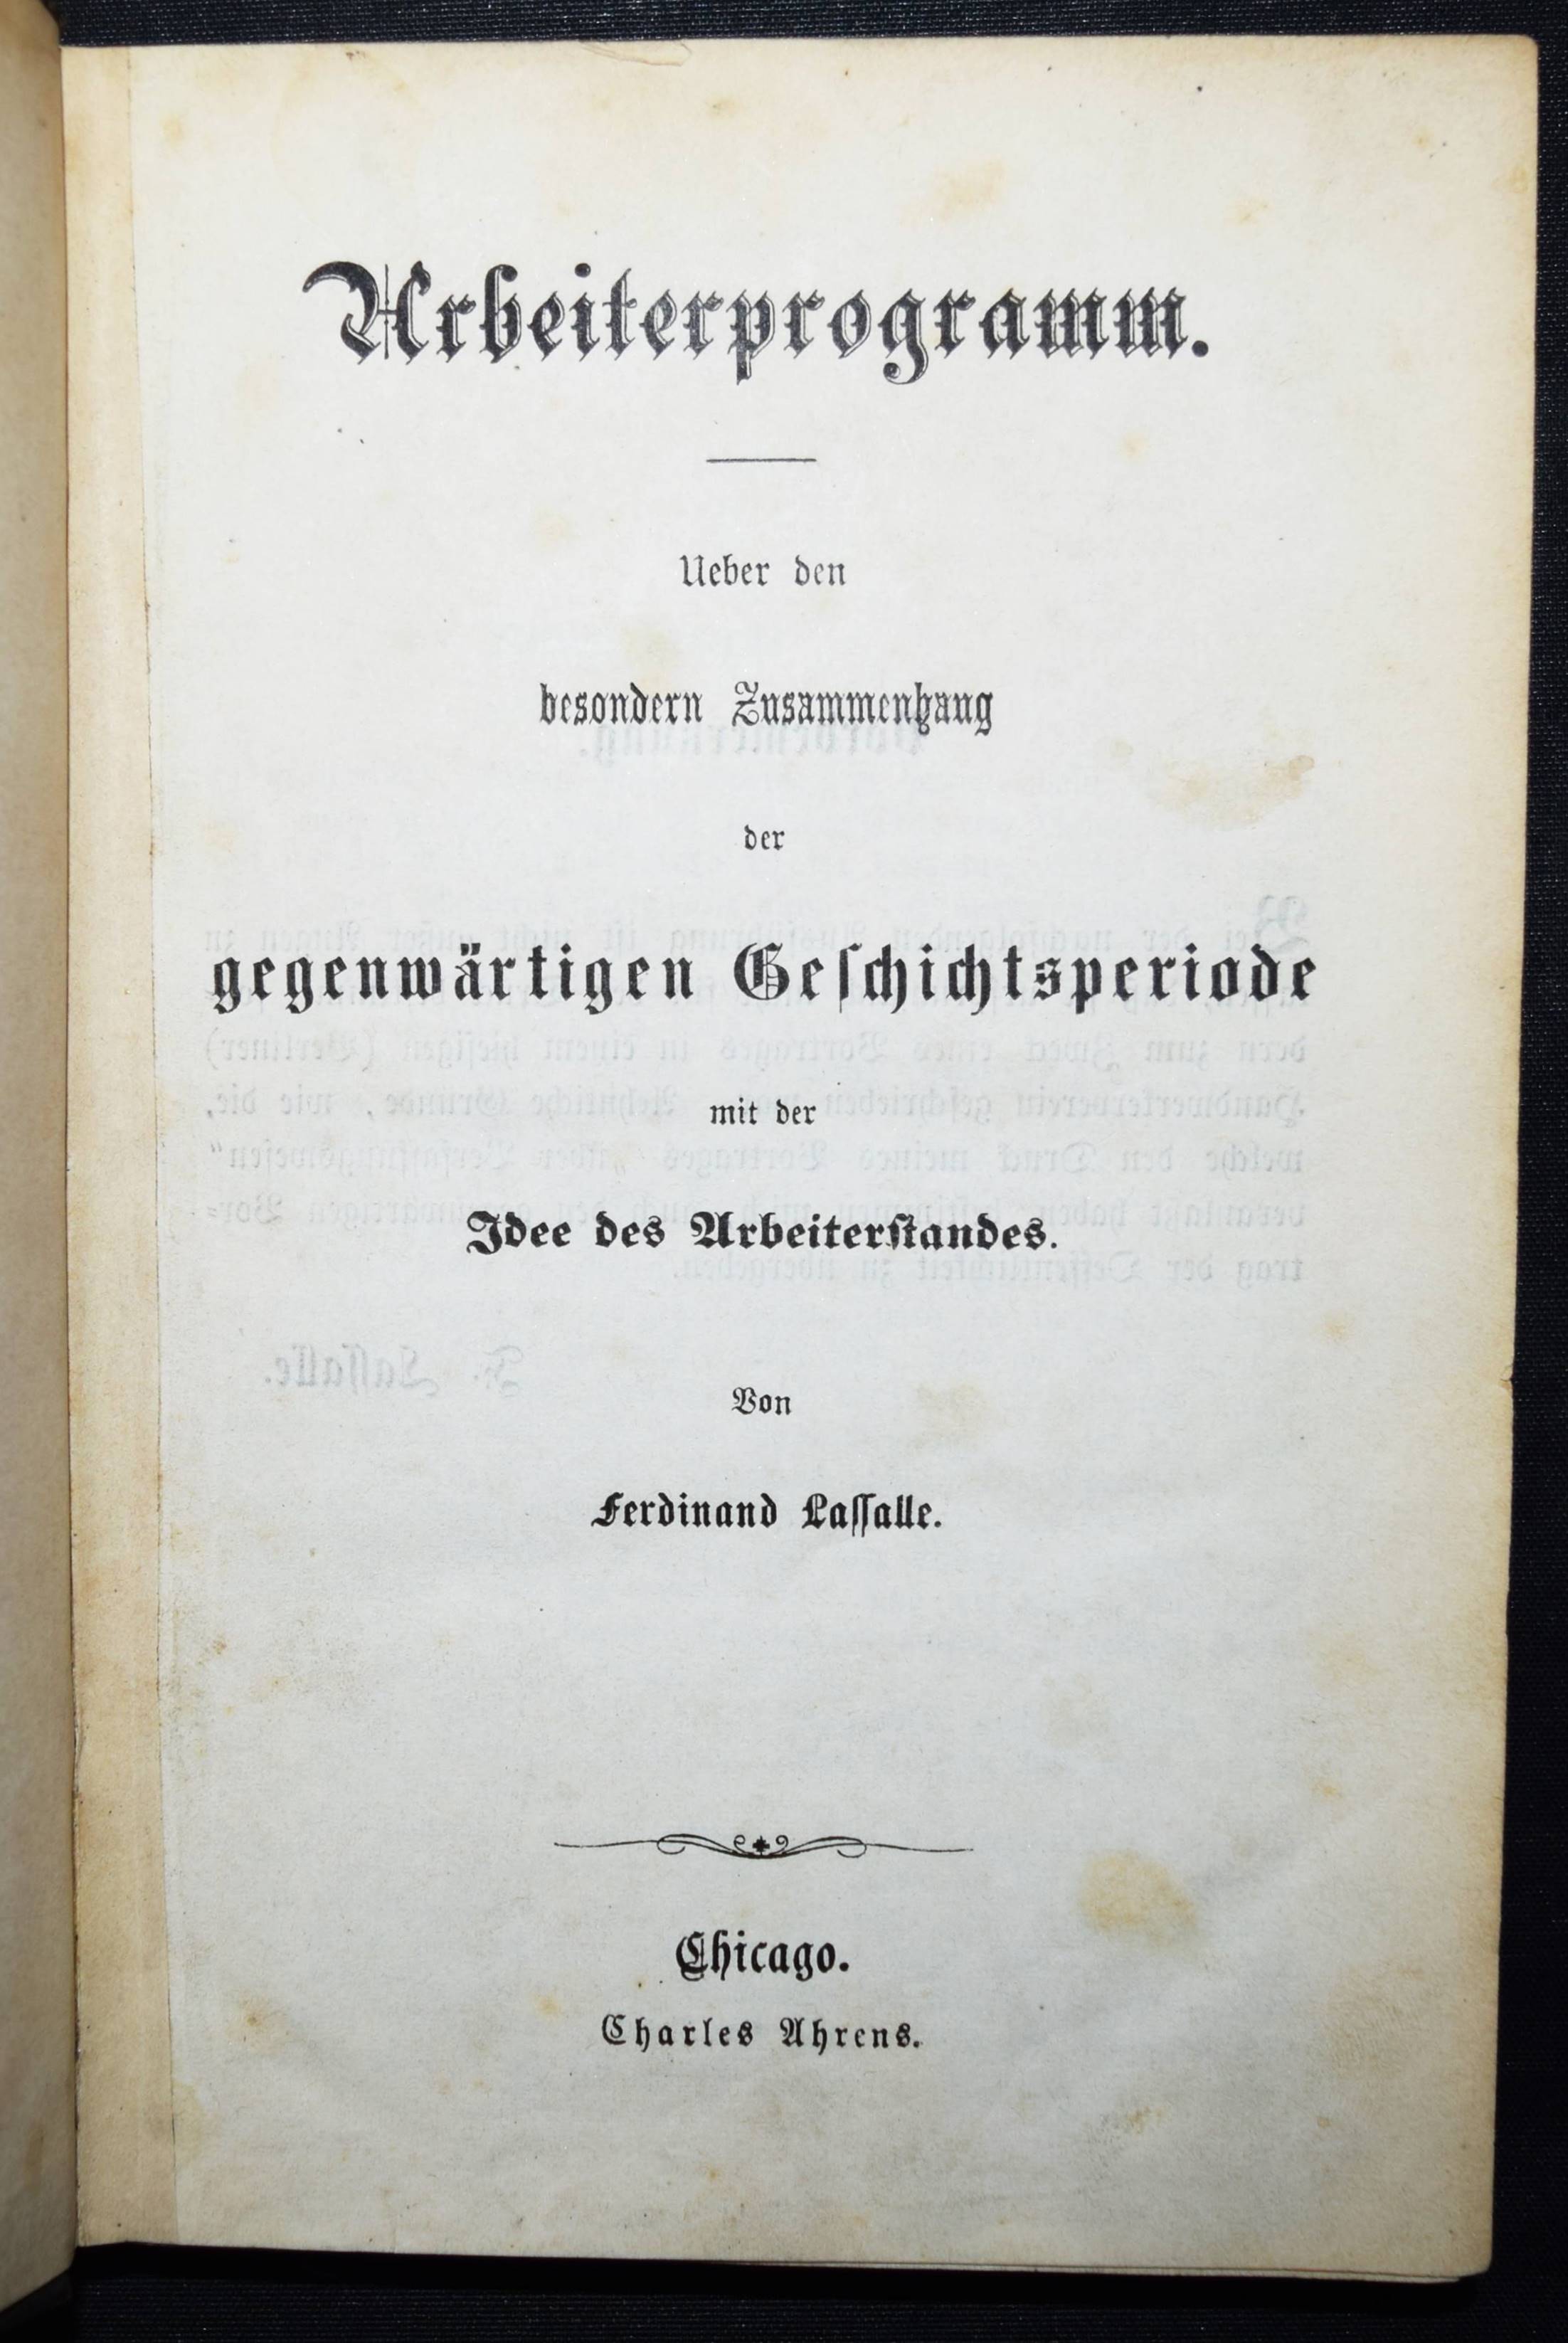 Arbeiterprogramm.
Ueber den
besondern Zusammenhang
der
gegenwärtigen Geſchichtsperiode
mit der
Idee des Arbeiterſtandes.
Von
Ferdinand Laſſalle.
Chicago.
Charles Ahrens.